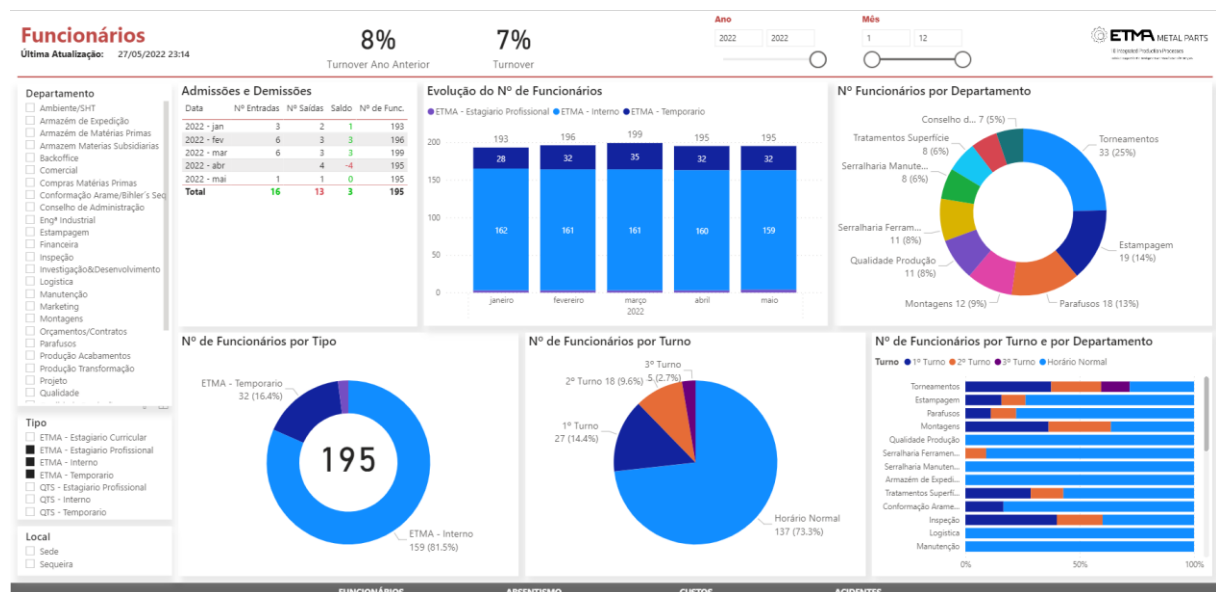 Funcionários
Última Atualização: 27/05/2022 23:14
8%
Turnover Ano Anterior
7%
Turnover
Ano
2022 2022
Mês
1 12
ETMA METAL PARTS
Departamento
Ambiente/SHT
Armazém de Expedição
Armazém de Matérias Primas
Armazem Materias Subsidiarias
Backoffice
Comercial
Compras Matérias Primas
Conformação Arame/Bihler´s Seq
Conselho de Administração
Engª Industrial
Estampagem
Financeira
Inspeção
Investigação&Desenvolvimento
Logistica
Manutenção
Marketing
Montagens
Orçamentos/Contratos
Parafusos
Produção Acabamentos
Produção Transformação
Projeto
Qualidade
Tipo
ETMA - Estagiario Curricular
ETMA - Estagiario Profissional
ETMA - Interno
ETMA - Temporario
QTS - Estagiario Profissional
QTS - Interno
QTS - Temporario
Local
Sede
Sequeira
Admissões e Demissões
Data Nº Entradas Nº Saídas Saldo Nº de Func.
2022 - jan 3 2 1 193
2022 - fev 6 3 3 196
2022 - mar 6 3 3 199
2022 - abr 4 -4 195
2022 - mai 1 1 0 195
Total 16 13 3 195
Evolução do Nº de Funcionários
ETMA - Estagiario Profissional ETMA - Interno ETMA - Temporario
200
150
100
50
0
193 196 199 195 195
28 32 35 32 32
162 161 161 160 159
janeiro fevereiro março abril maio
2022
Nº Funcionários por Departamento
Conselho d... 7 (5%)
Tratamentos Superfície
8 (6%)
Serralharia Manute...
8 (6%)
Serralharia Ferram...
11 (8%)
Qualidade Produção
11 (8%)
Montagens 12 (9%)
Parafusos 18 (13%)
Estampagem
19 (14%)
Torneamentos
33 (25%)
Nº de Funcionários por Tipo
ETMA - Temporario
32 (16.4%)
195
ETMA - Interno
159 (81.5%)
Nº de Funcionários por Turno
3º Turno
5 (2.7%)
2º Turno 18 (9.6%)
1º Turno
27 (14.4%)
Horário Normal
137 (73.3%)
Nº de Funcionários por Turno e por Departamento
Turno 1º Turno 2º Turno 3º Turno Horário Normal
Torneamentos
Estampagem
Parafusos
Montagens
Qualidade Produção
Serralharia Ferramen...
Serralharia Manuten...
Armazém de Expedi...
Tratamentos Superfí...
Conformação Arame...
Inspeção
Logistica
Manutenção
0% 50% 100%
FUNCIONÁRIOS ABSENTISMO CUSTOS ACIDENTES